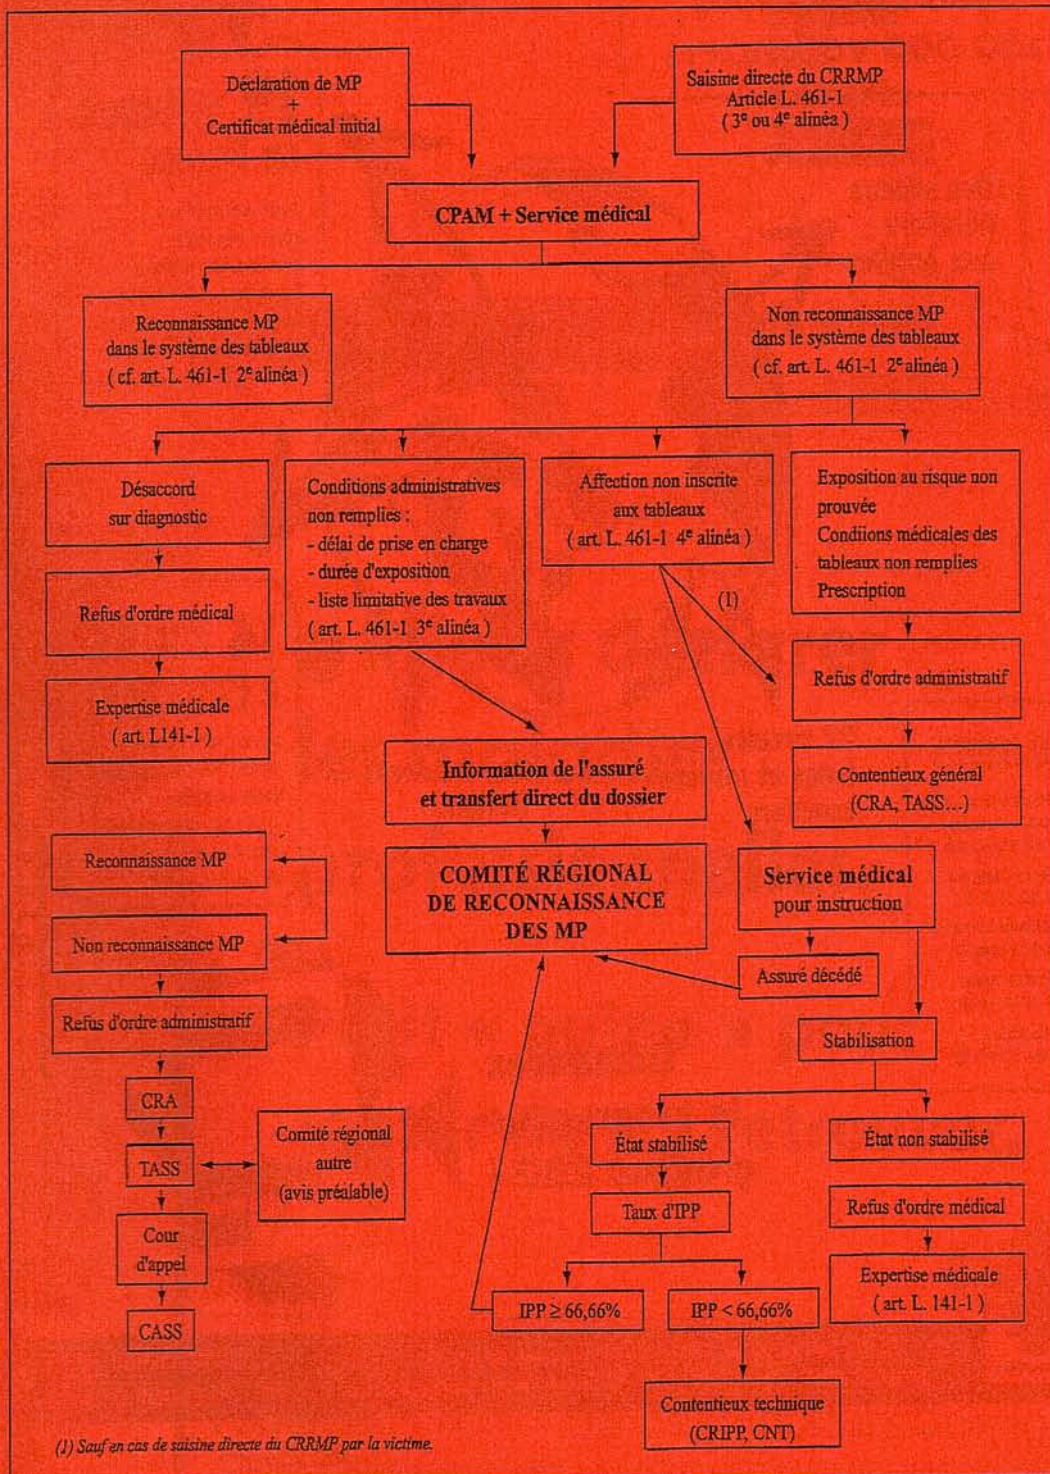 Déclaration de MP
+
Certificat médical initial
Saisine directe du CRRMP
Article L. 461-1
( 3e ou 4e alinéa )
CPAM + Service médical
Reconnaissance MP
dans le système des tableaux
( cf. art. L. 461-1 2e alinéa )
Non reconnaissance MP
dans le système des tableaux
( cf. art. L. 461-1 2e alinéa )
Désaccord
sur diagnostic
Conditions administratives
non remplies :
- délai de prise en charge
- durée d'exposition
- liste limitative des travaux
( art. L. 461-1 3e alinéa )
Affection non inscrite
aux tableaux
( art. L. 461-1 4e alinéa )
Exposition au risque non
prouvée
Condiions médicales des
tableaux non remplies
Prescription
(1)
Refus d'ordre médical
Refus d'ordre administratif
Expertise médicale
( art. L141-1 )
Information de l'assuré
et transfert direct du dossier
Contentieux général
(CRA, TASS…)
Reconnaissance MP
COMITÉ RÉGIONAL
DE RECONNAISSANCE
DES MP
Service médical
pour instruction
Non reconnaissance MP
Assuré décédé
Refus d'ordre administratif
Stabilisation
CRA
TASS
Comité régional
autre
(avis préalable)
État stabilisé
État non stabilisé
Taux d'IPP
Refus d'ordre médical
Cour
d'appel
Expertise médicale
( art. L. 141-1 )
IPP ≥ 66,66%
IPP < 66,66%
CASS
Contentieux technique
(CRIPP, CNT)
(1) Sauf en cas de saisine directe du CRRMP par la victime.